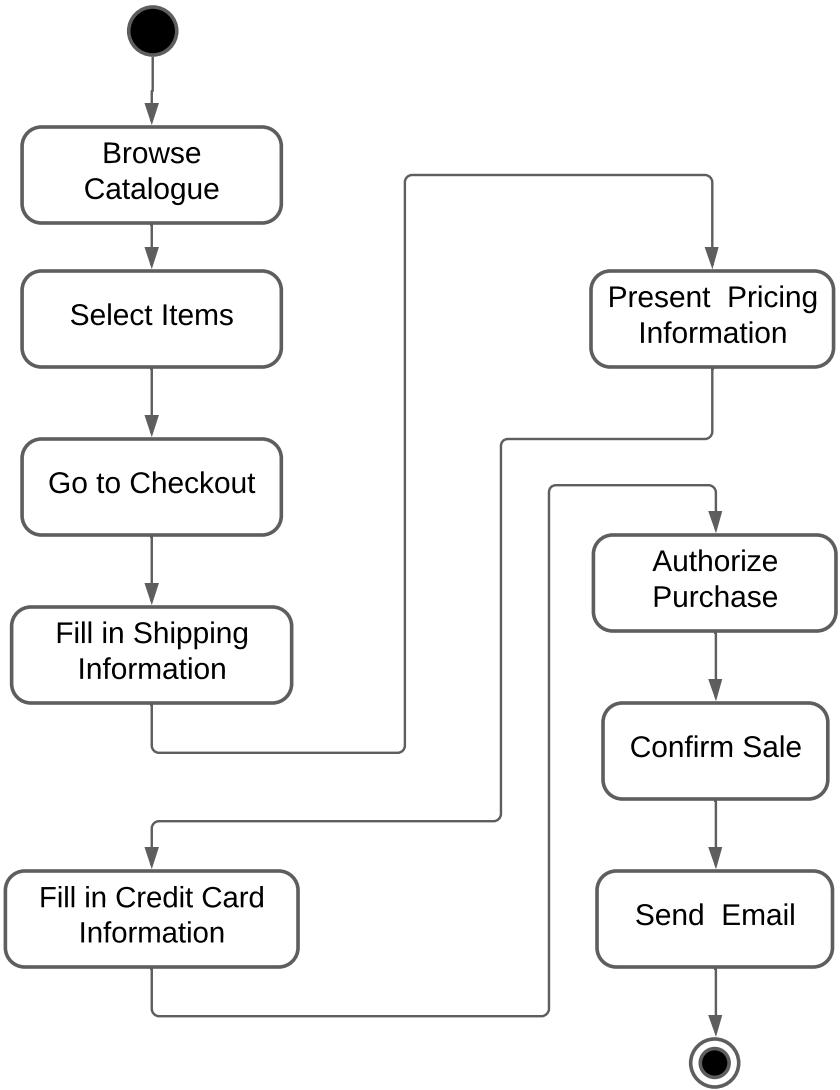 Browse
Catalogue
Select Items
Go to Checkout
Fill in Shipping
Information
Present  Pricing
Information
Fill in Credit Card
Information
Authorize
Purchase
Confirm Sale
Send  Email